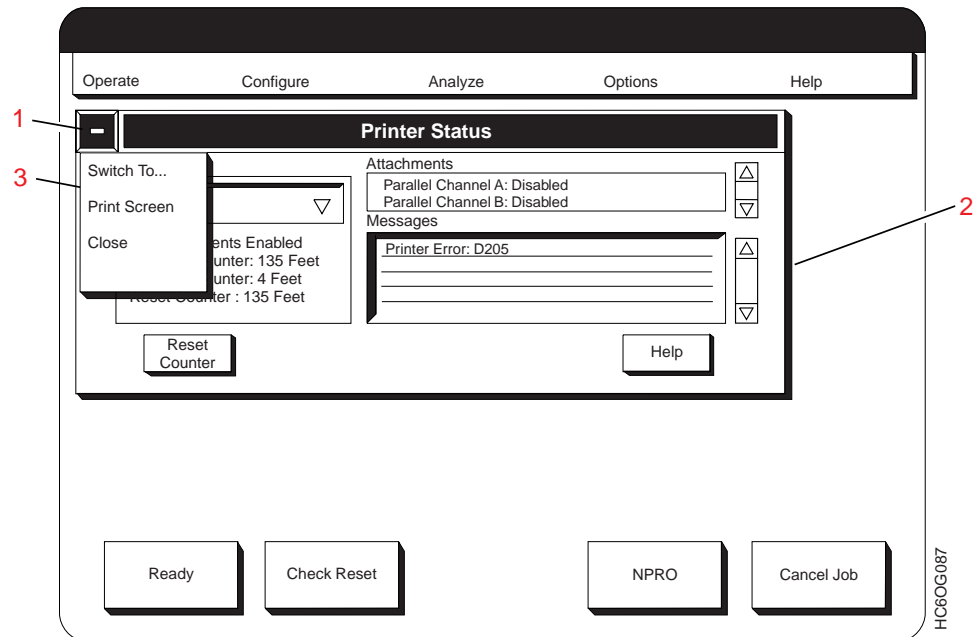 Operate Configure Analyze Options Help
1
-
Printer Status
3
Switch To...
Print Screen
Close
Attachments
Parallel Channel A: Disabled
Parallel Channel B: Disabled
Messages
Printer Error: D205
2
ents Enabled
unter: 135 Feet
unter: 4 Feet
Counter : 135 Feet
Reset
Counter
Help
Ready
Check Reset
NPRO
Cancel Job
HC6OG087